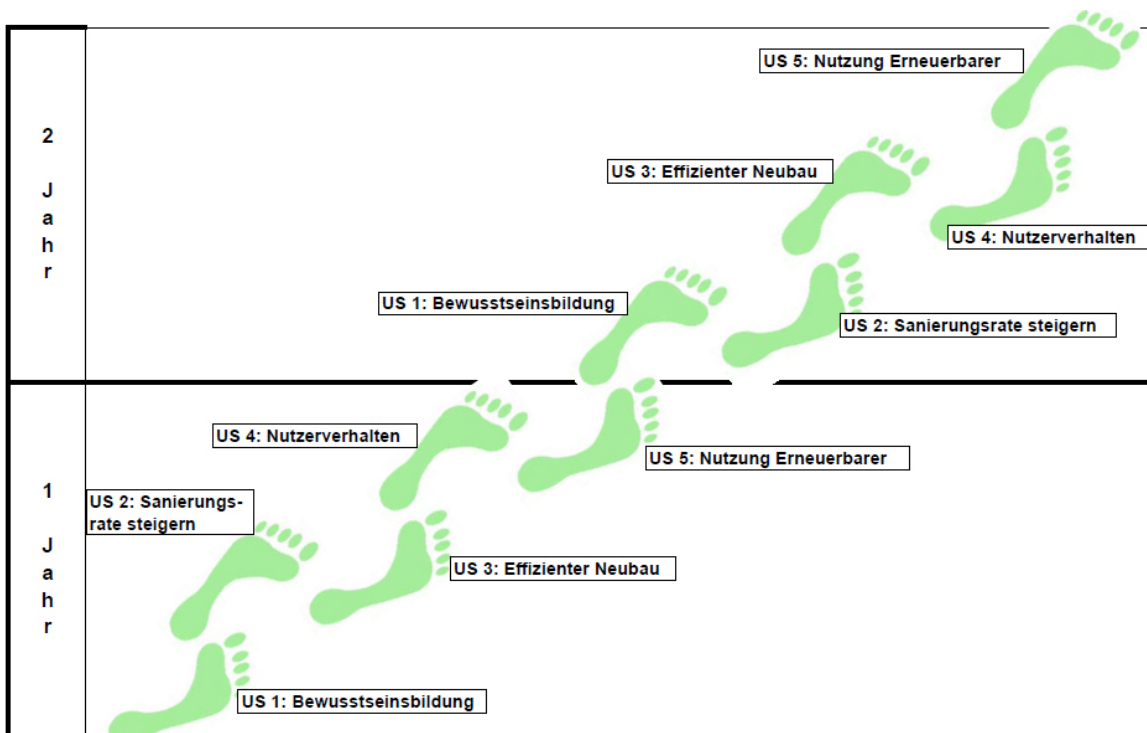 US 5: Nutzung Erneuerbarer
2
Jahr
US 3: Effizienter Neubau
US 4: Nutzerverhalten
US 1: Bewusstseinsbildung
US 2: Sanierungsrate steigern
US 4: Nutzerverhalten
US 5: Nutzung Erneuerbarer
1
Jahr
US 2: Sanierungs-
rate steigern
US 3: Effizienter Neubau
US 1: Bewusstseinsbildung